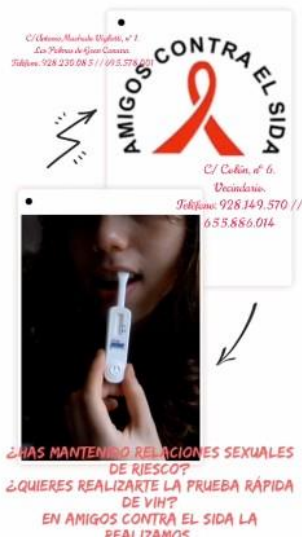 C/ Antonio Machado Viglietti, nº 1.
Las Palmas de Gran Canaria.
Teléfono: 928.230.085 // 695.578.001
AMIGOS CONTRA EL SIDA
C/ Colón, nº 6.
Vecindario.
Teléfono: 928.149.570 //
655.886.014
¿HAS MANTENIDO RELACIONES SEXUALES
DE RIESGO?
¿QUIERES REALIZARTE LA PRUEBA RÁPIDA
DE VIH?
EN AMIGOS CONTRA EL SIDA LA
REALIZAMOS